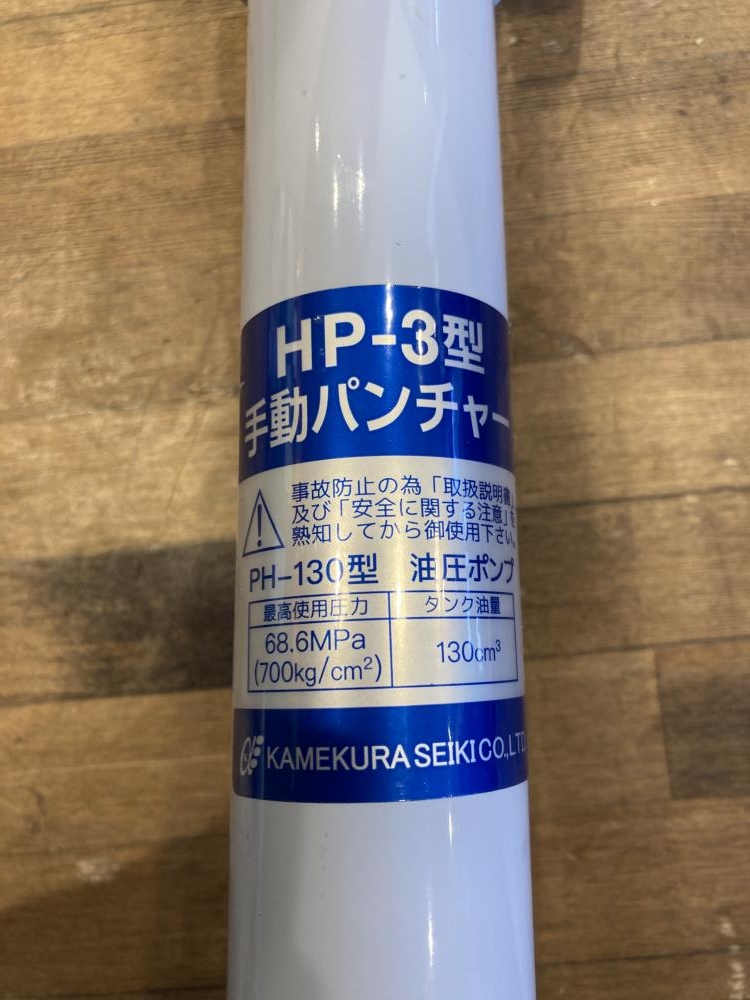 HP-3型
手動パンチャー
事故防止の為「取扱説明書」
及び「安全に関する注意」を
熟知してから御使用下さい。
PH-130型 油圧ポンプ
最高使用圧力 タンク油量
68.6MPa
(700kg/cm²)
130cm³
KAMEKURA SEIKI CO.,LTD